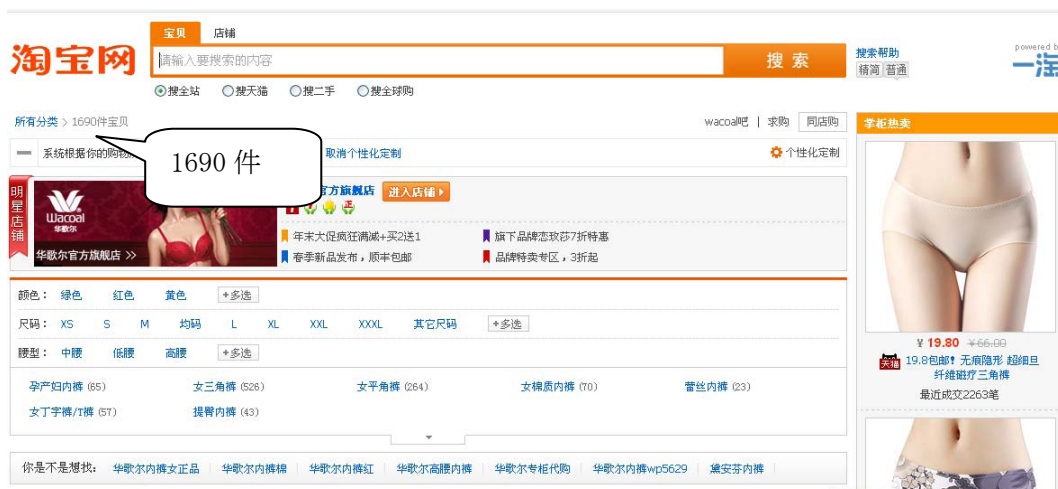 宝贝 店铺
淘宝网
请输入要搜索的内容
搜 索
搜索帮助
精简 普通
powered b
一淘
搜全站 搜天猫 搜二手 搜全球购
所有分类 > 1690件宝贝
wacoal吧 | 求购 同店购
掌柜热卖
系统根据你的购物
取消个性化定制
个性化定制
1690 件
明星店铺
Wacoal
华歌尔
华歌尔官方旗舰店 >>
官方旗舰店 进入店铺
正
年末大促疯狂满减+买2送1
旗下品牌恋玫莎7折特惠
春季新品发布,顺丰包邮
品牌特卖专区,3折起
颜色: 绿色 红色 黄色 +多选
尺码: XS S M 均码 L XL XXL XXXL 其它尺码 +多选
腰型: 中腰 低腰 高腰 +多选
孕产妇内裤 (65) 女三角裤 (526) 女平角裤 (264) 女棉质内裤 (70) 蕾丝内裤 (23)
女丁字裤/T裤 (57) 提臀内裤 (43)
你是不是想找: 华歌尔内裤女正品 华歌尔内裤棉 华歌尔内裤红 华歌尔高腰内裤 华歌尔专柜代购 华歌尔内裤wp5629 黛安芬内裤
¥ 19.80 ¥66.00
天猫 19.8包邮! 无痕隐形 超细旦
纤维磁疗三角裤
最近成交2263笔